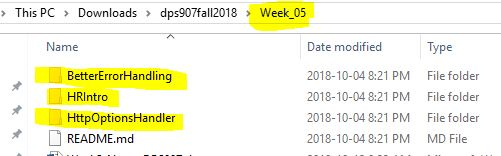 This PC > Downloads > dps907fall2018 > Week_05
Name Date modified Type
BetterErrorHandling 2018-10-04 8:21 PM File folder
HRIntro 2018-10-04 8:21 PM File folder
HttpOptionsHandler 2018-10-04 8:21 PM File folder
README.md 2018-10-04 8:21 PM MD File